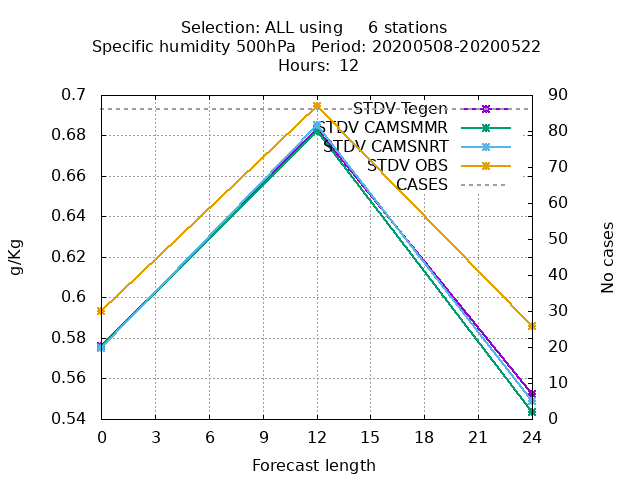 Selection: ALL using     6 stations
Specific humidity 500hPa   Period: 20200508-20200522
Hours:  12
0.7
0.68
0.66
0.64
0.62
0.6
0.58
0.56
0.54
g/Kg
STDV Tegen
STDV CAMSMMR
STDV CAMSNRT
STDV OBS
CASES
90
80
70
60
50
40
30
20
10
0
No cases
0 3 6 9 12 15 18 21 24
Forecast length